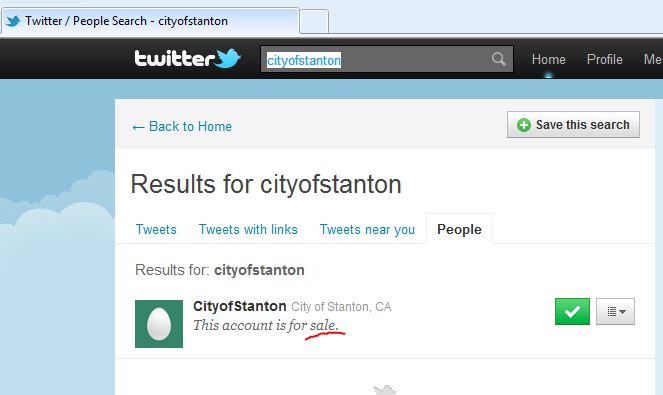 Twitter / People Search - cityofstanton
twitter
cityofstanton
Home Profile Me
← Back to Home
Save this search
Results for cityofstanton
Tweets Tweets with links Tweets near you People
Results for: cityofstanton
CityofStanton City of Stanton, CA
This account is for sale.